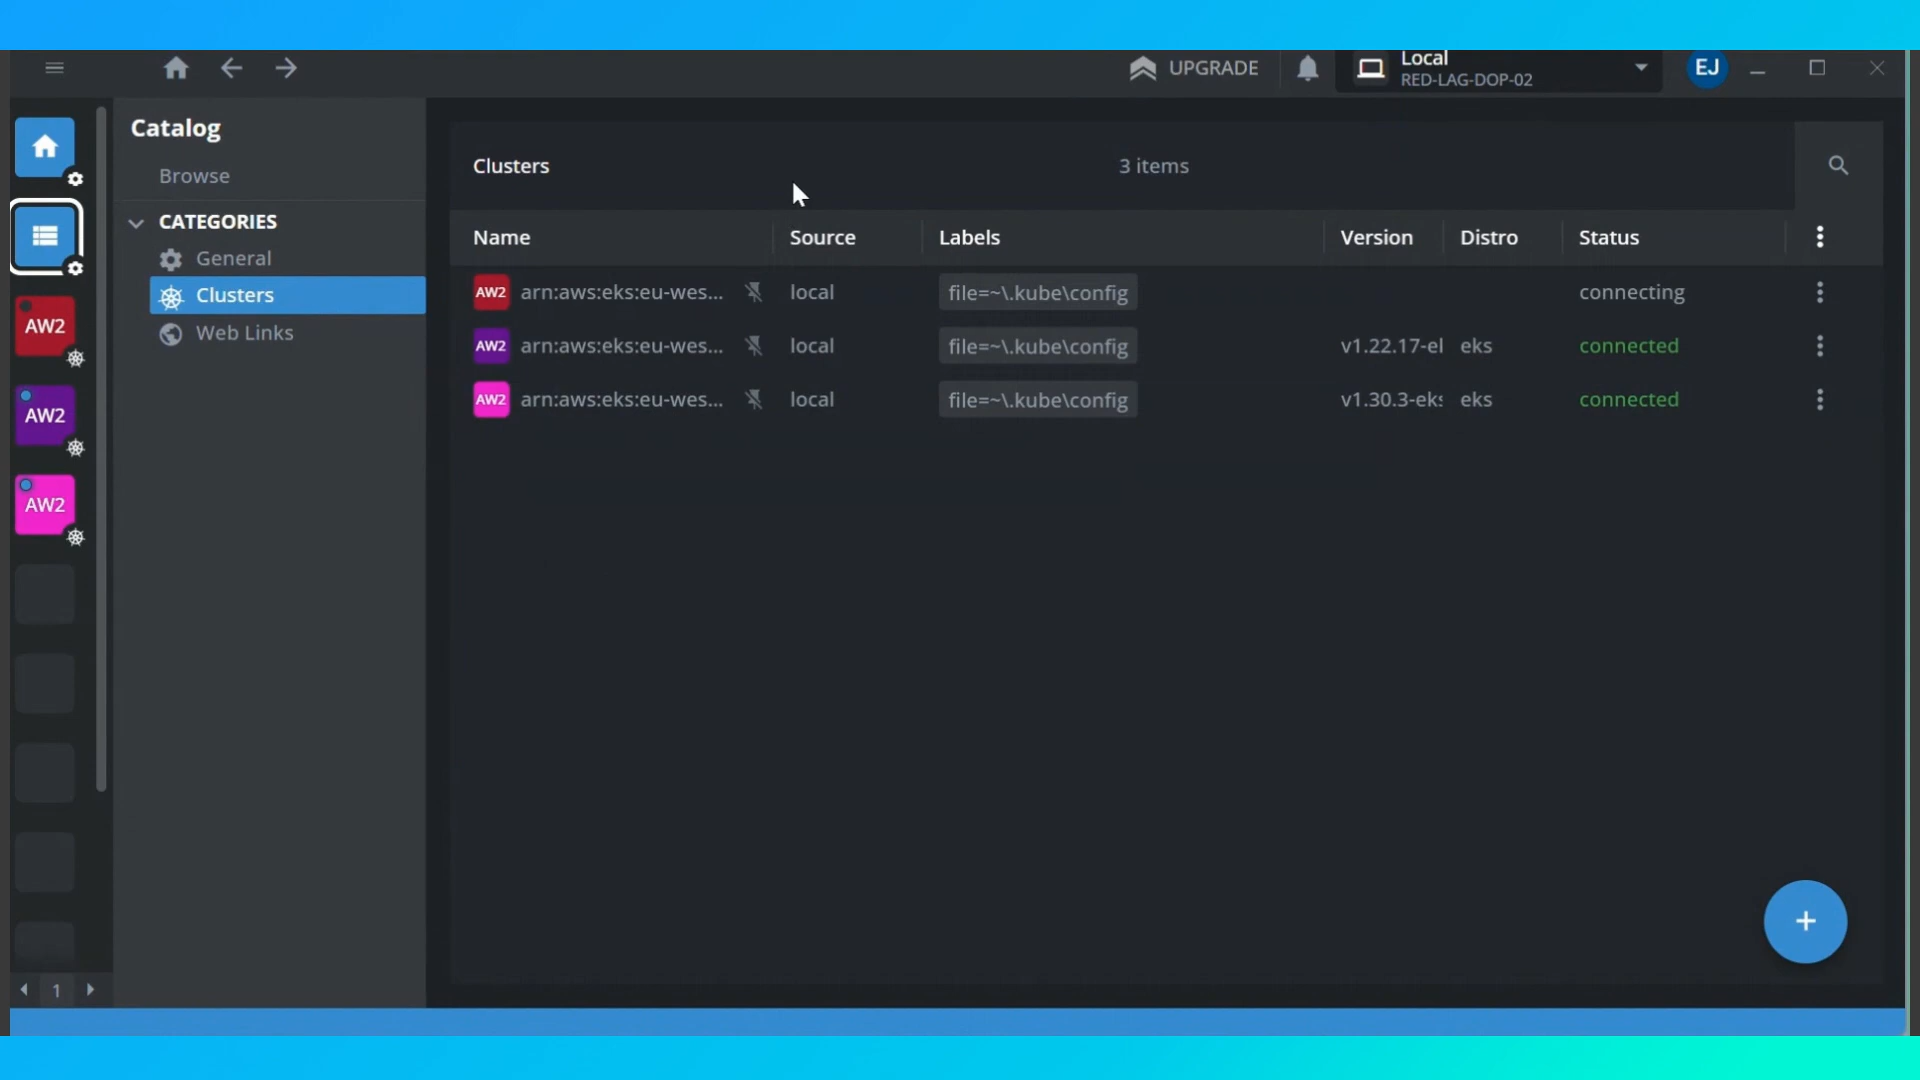 UPGRADE
Local
RED-LAG-DOP-02
EJ
Catalog
Browse
CATEGORIES
General
Clusters
Web Links
AW2
AW2
AW2
1
Clusters
3 items
Name Source Labels Version Distro Status
AW2 arn:aws:eks:eu-wes... local file=~\.kube\config connecting
AW2 arn:aws:eks:eu-wes... local file=~\.kube\config v1.22.17-el eks connected
AW2 arn:aws:eks:eu-wes... local file=~\.kube\config v1.30.3-eks eks connected